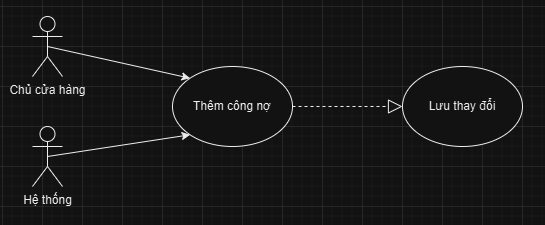 Chủ cửa hàng
Thêm công nợ
Lưu thay đổi
Hệ thống